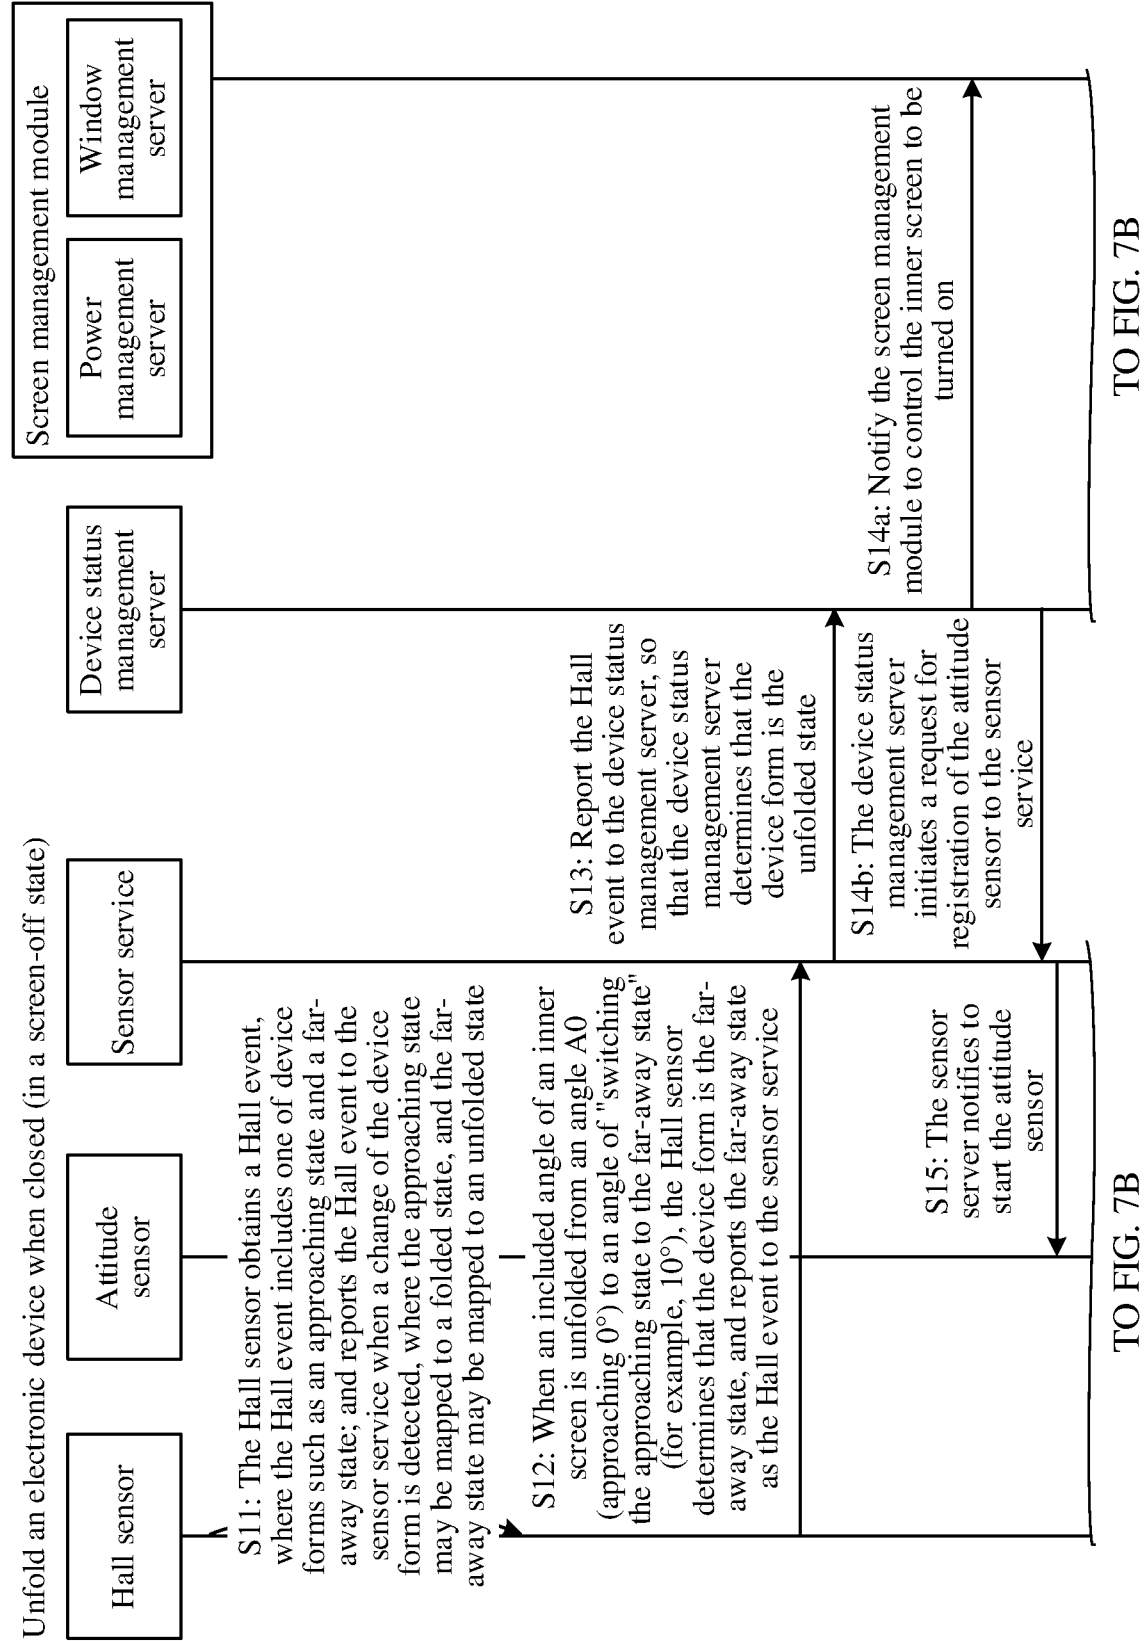 Unfold an electronic device when closed (in a screen-off state)
Hall sensor
Attitude
sensor
Sensor service
Device status
management
server
Screen management module
Power
management
server
Window
management
server
S11: The Hall sensor obtains a Hall event,
where the Hall event includes one of device
forms such as an approaching state and a far-
away state; and reports the Hall event to the
sensor service when a change of the device
form is detected, where the approaching state
may be mapped to a folded state, and the far-
away state may be mapped to an unfolded state
S12: When an included angle of an inner
screen is unfolded from an angle A0
(approaching 0°) to an angle of "switching
the approaching state to the far-away state"
(for example, 10°), the Hall sensor
determines that the device form is the far-
away state, and reports the far-away state
as the Hall event to the sensor service
S13: Report the Hall
event to the device status
management server, so
that the device status
management server
determines that the
device form is the
unfolded state
S14a: Notify the screen management
module to control the inner screen to be
turned on
S14b: The device status
management server
initiates a request for
registration of the attitude
sensor to the sensor
service
S15: The sensor
server notifies to
start the attitude
sensor
TO FIG. 7B
TO FIG. 7B